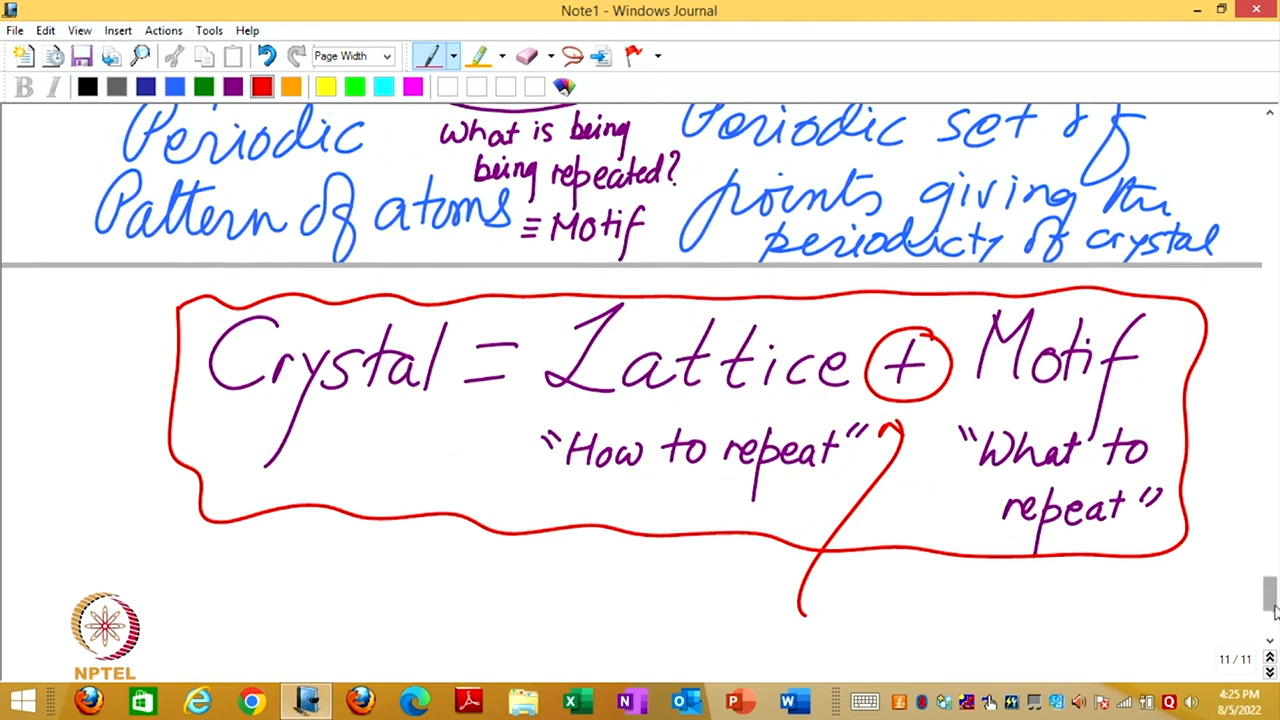 Note1 - Windows Journal
File Edit View Insert Actions Tools Help
Page Width
B I
Periodic
Pattern of atoms
What is being
being repeated?
≡ Motif
Periodic set of
points giving the
periodicty of crystal
Crystal = Lattice + Motif
"How to repeat"
"What to
repeat"
NPTEL
11 / 11
4:25 PM
8/5/2022